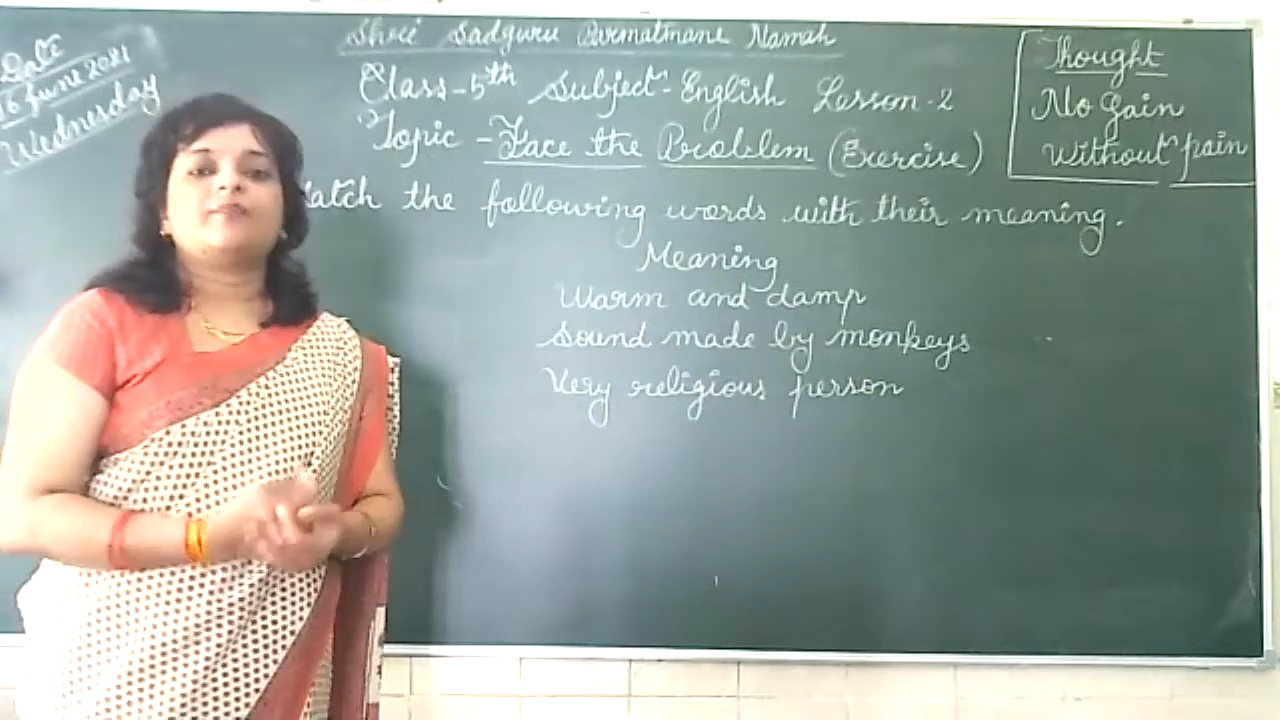 Date
16 June 2021
Wednesday
Shree Sadguru Parmatmane Namah
Class-5th Subject-English Lesson-2
Topic-Face the Problem (Exercise)
atch the following words with their meaning.
Meaning
Warm and damp
Sound made by monkeys
Very religious person
Thought
No Gain
without pain